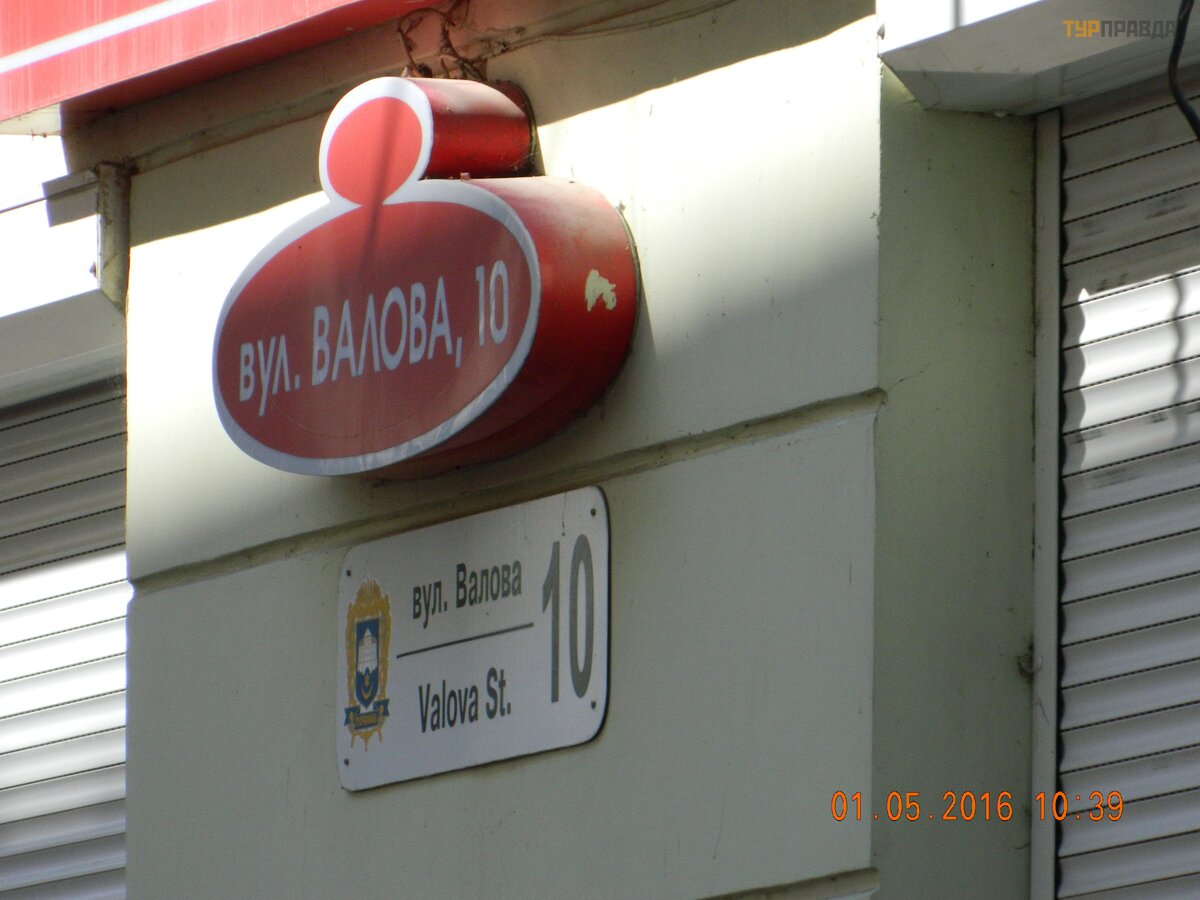 ТУРПРАВДА
вул. ВАЛОВА, 10
вул. Валова
10
Valova St.
01.05.2016 10:39